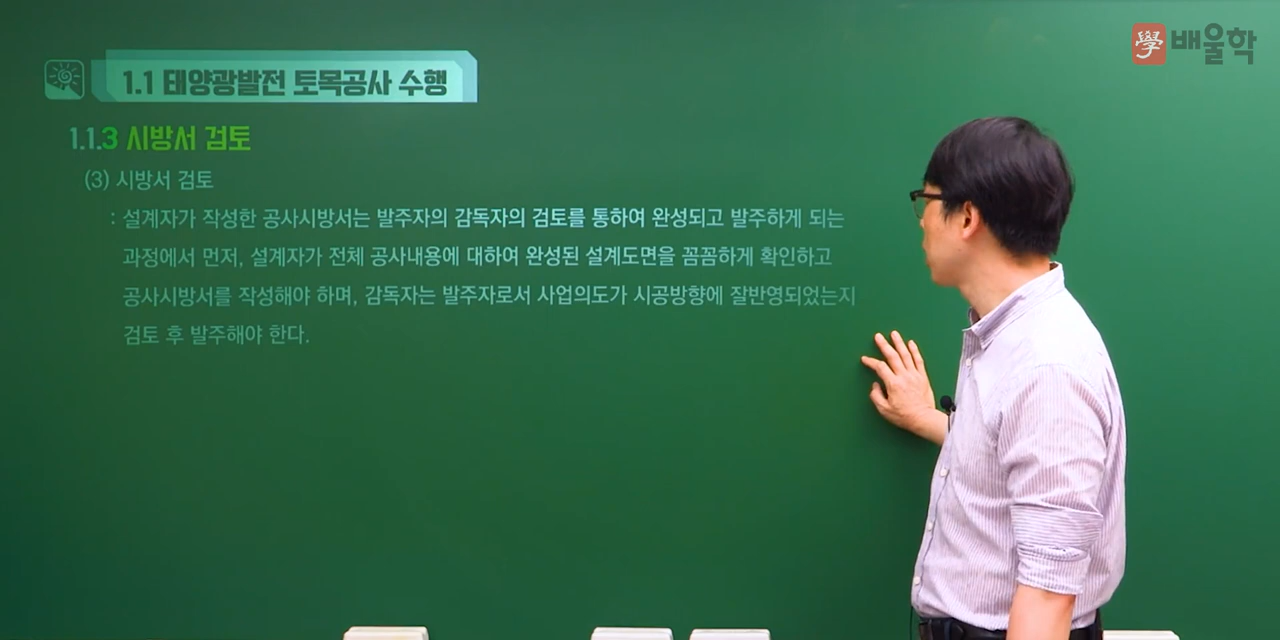 學 배울학
1.1 태양광발전 토목공사 수행
1.1.3 시방서 검토
(3) 시방서 검토
: 설계자가 작성한 공사시방서는 발주자의 감독자의 검토를 통하여 완성되고 발주하게 되는
과정에서 먼저, 설계자가 전체 공사내용에 대하여 완성된 설계도면을 꼼꼼하게 확인하고
공사시방서를 작성해야 하며, 감독자는 발주자로서 사업의도가 시공방향에 잘반영되었는지
검토 후 발주해야 한다.